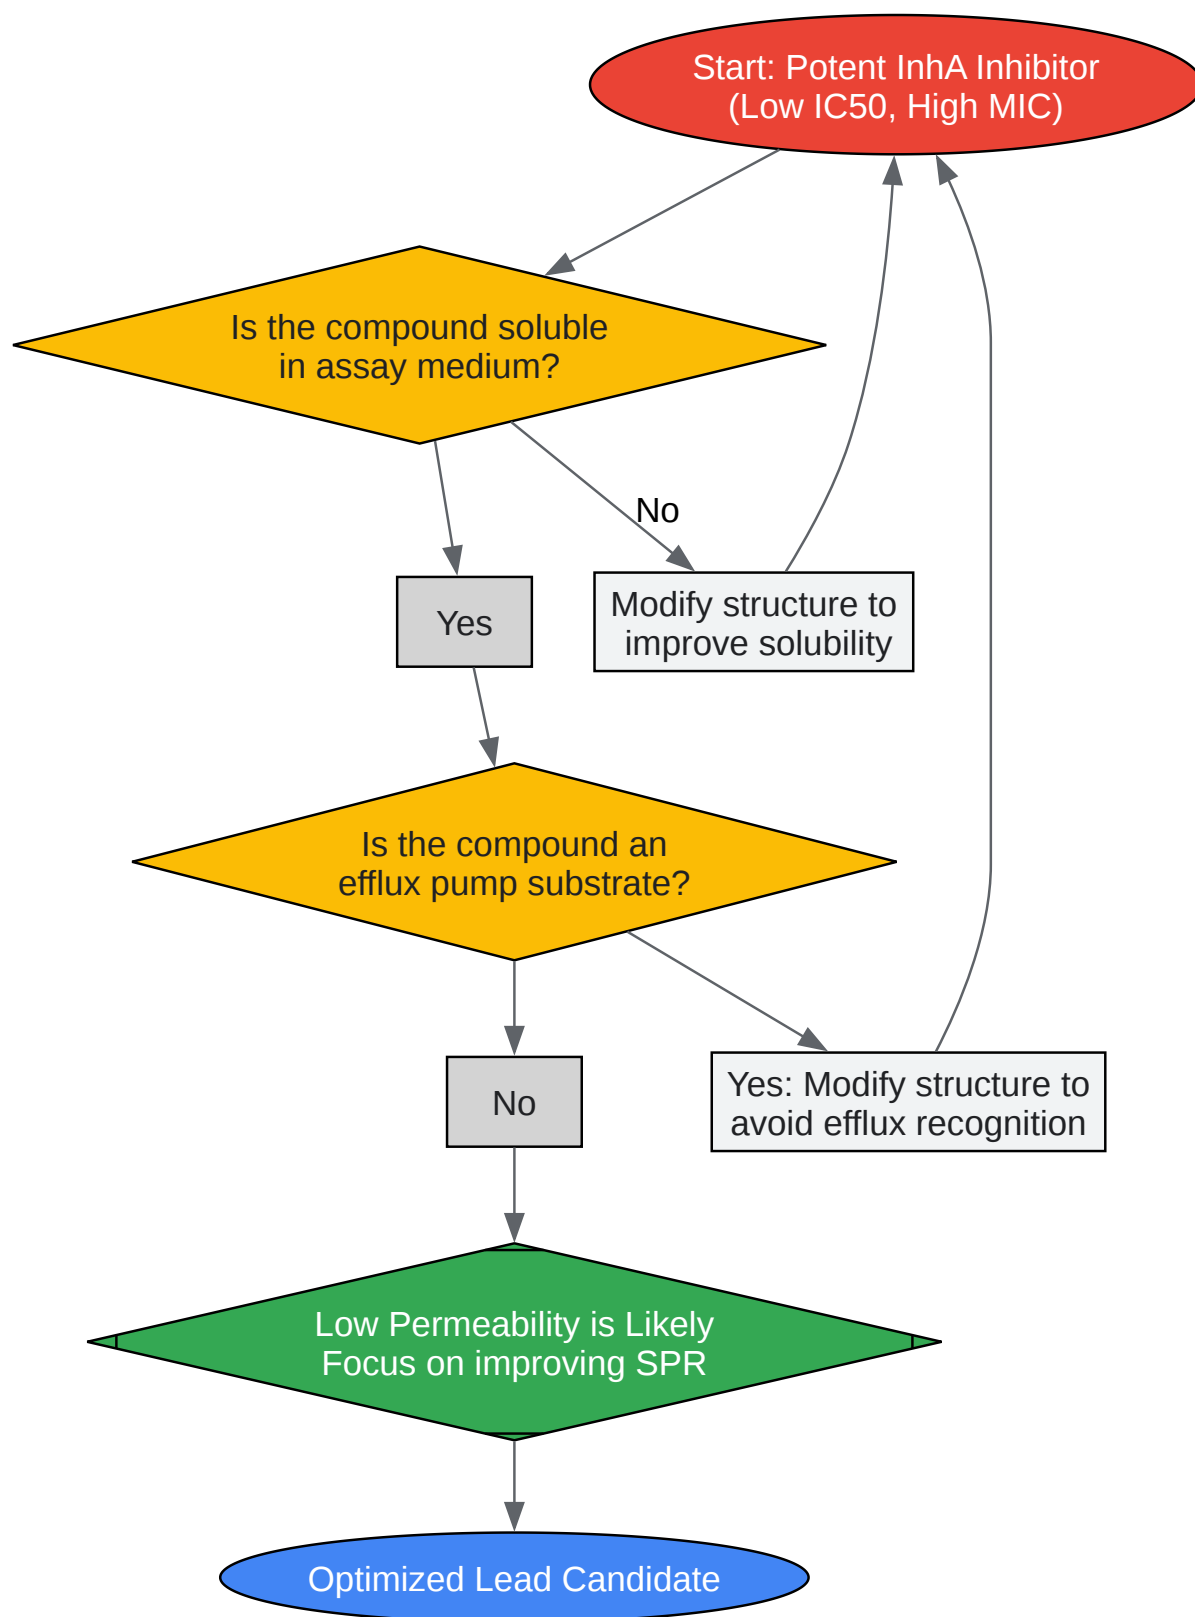 Start: Potent InhA Inhibitor
(Low IC50, High MIC)
Is the compound soluble
in assay medium?
No
Yes
Modify structure to
improve solubility
Is the compound an
efflux pump substrate?
No
Yes: Modify structure to
avoid efflux recognition
Low Permeability is Likely
Focus on improving SPR
Optimized Lead Candidate